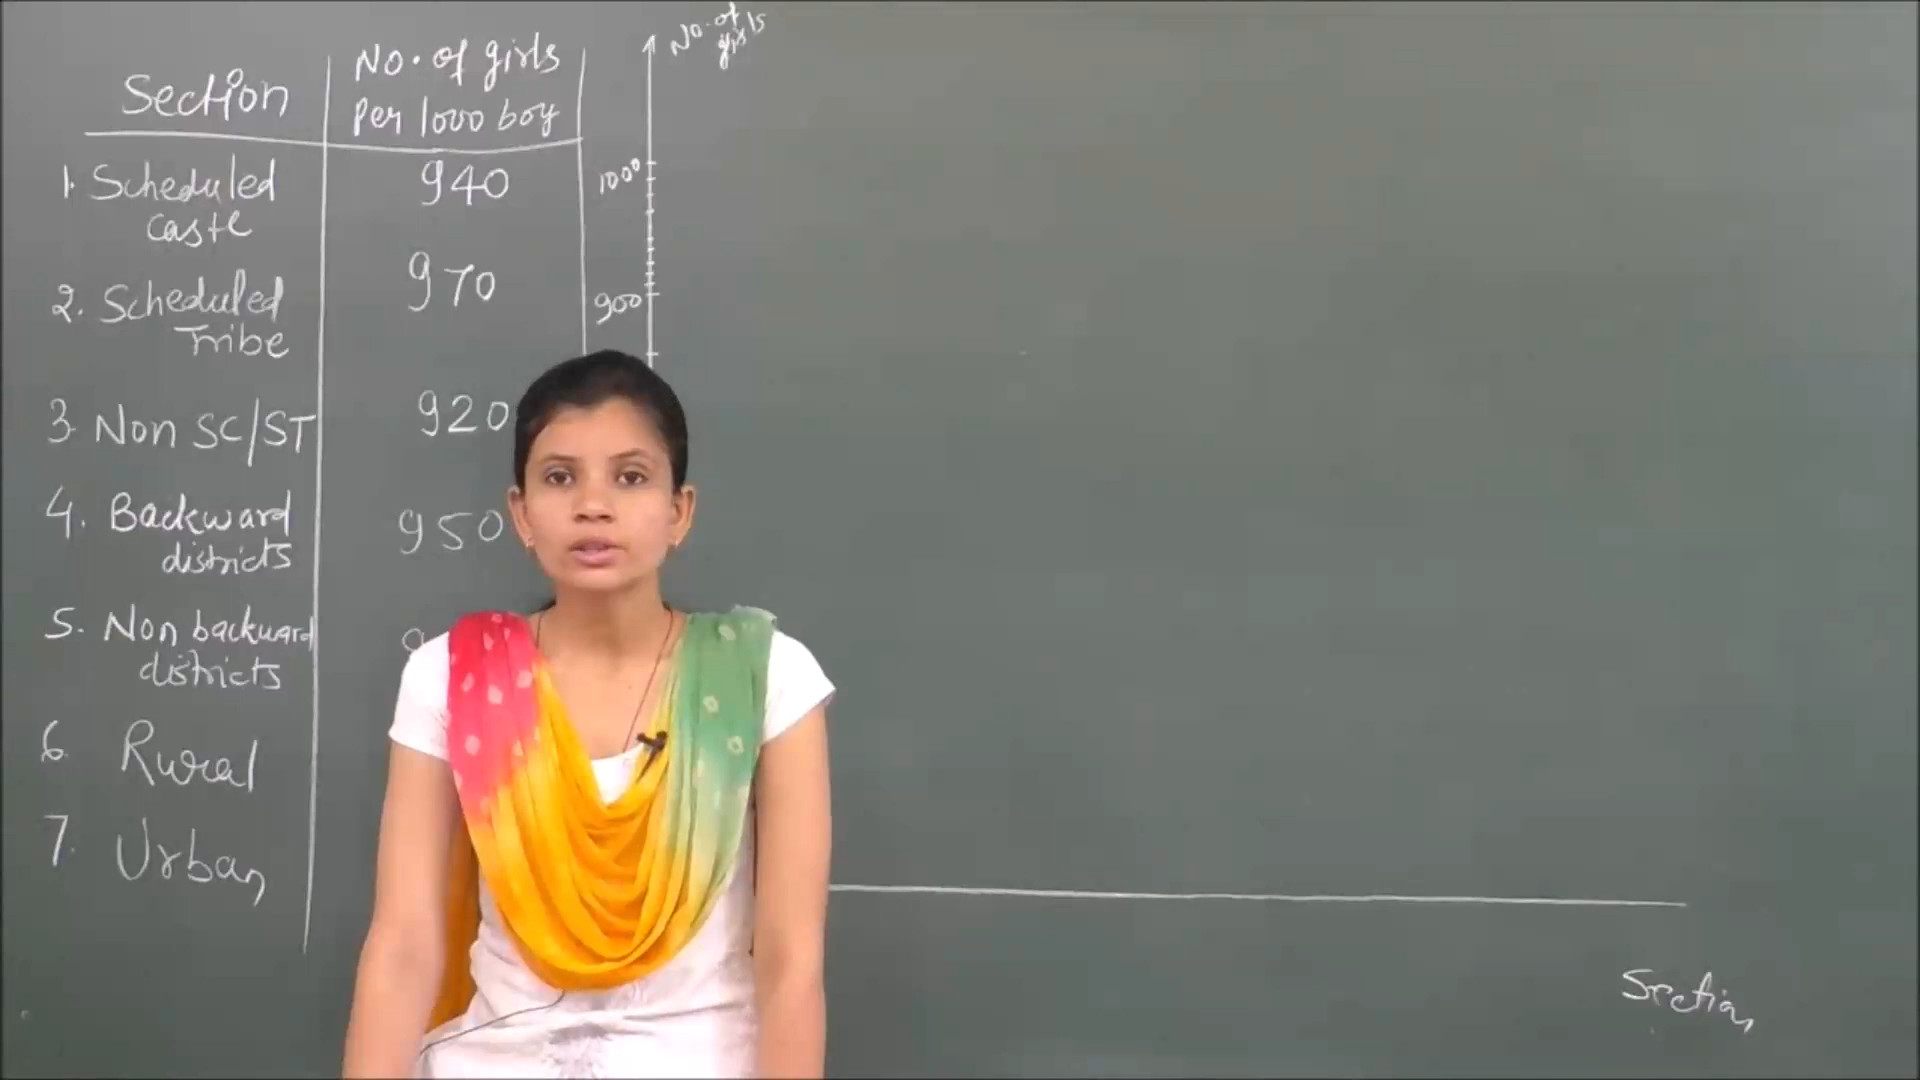 Section
No. of girls
Per 1000 boy
1. Scheduled
caste
940
2. Scheduled
Tribe
970
3. Non SC/ST
920
4. Backward
districts
950
5. Non backward
districts
9
6. Rural
7. Urban
No. of
girls
1000
900
Section